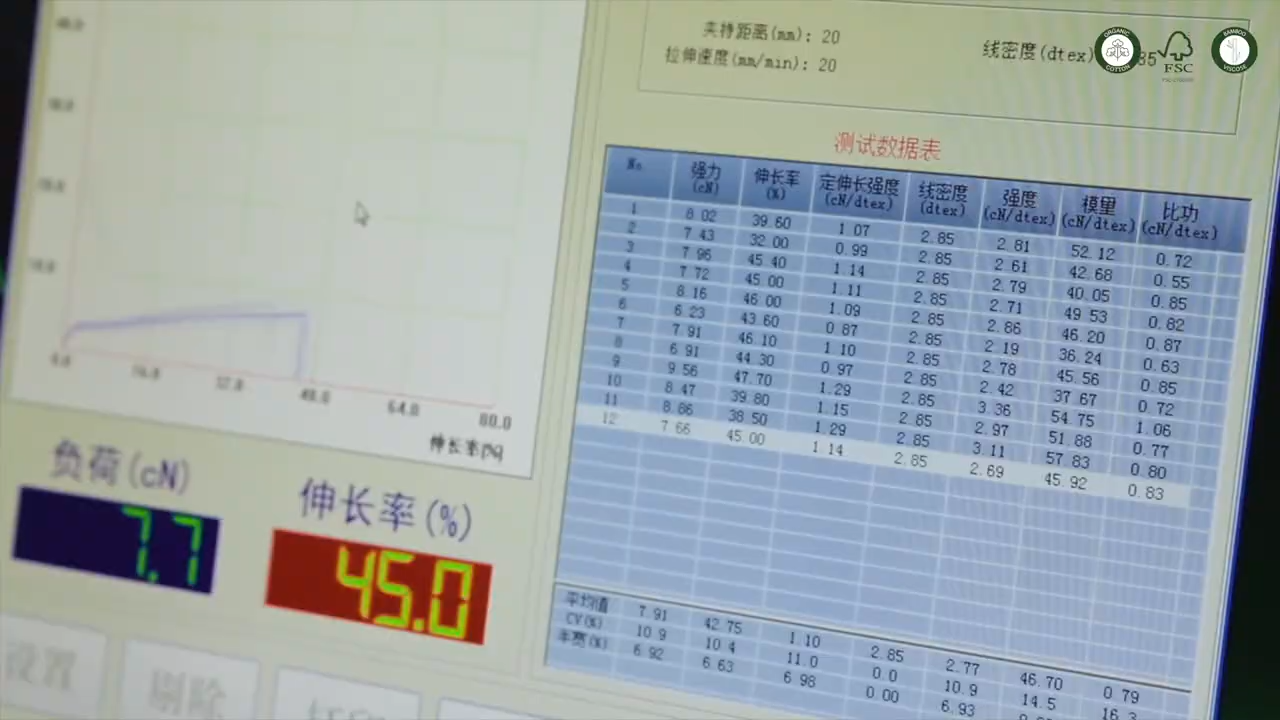 夹持距离(mm): 20
拉伸速度(mm/min): 20
线密度(dtex)
85
ORGANIC COTTON
FSC
BAMBOO VISCOSE
测试数据表
No 强力(cN) 伸长率(%) 定伸长强度(cN/dtex) 线密度(dtex) 强度(cN/dtex) 模量(cN/dtex) 比功(cN/dtex)
1 8.02 39.60 1.07 2.85 2.81 52.12 0.72
2 7.43 32.00 0.99 2.85 2.61 42.68 0.55
3 7.96 45.40 1.14 2.85 2.79 40.05 0.85
4 7.72 45.00 1.11 2.85 2.71 49.53 0.82
5 8.16 46.00 1.09 2.85 2.86 46.20 0.87
6 6.23 43.60 0.87 2.85 2.19 36.24 0.63
7 7.91 46.10 1.10 2.85 2.78 45.56 0.85
8 6.91 44.30 0.97 2.85 2.42 37.67 0.72
9 9.56 47.70 1.29 2.85 3.36 54.75 1.06
10 8.47 39.80 1.15 2.85 2.97 51.88 0.77
11 8.86 38.50 1.29 2.85 3.11 57.83 0.80
12 7.66 45.00 1.14 2.85 2.69 45.92 0.83
平均值 7.91 42.75 1.10 2.85 2.77 46.70 0.79
CV(%) 10.9 10.4 11.0 0.0 10.9 14.5 16.3
6.92 6.63 6.98 0.00 6.93
48.0 64.0 80.0
伸长率(%)
负荷(cN)
7.7
伸长率(%)
45.0
设置 刷除 打印